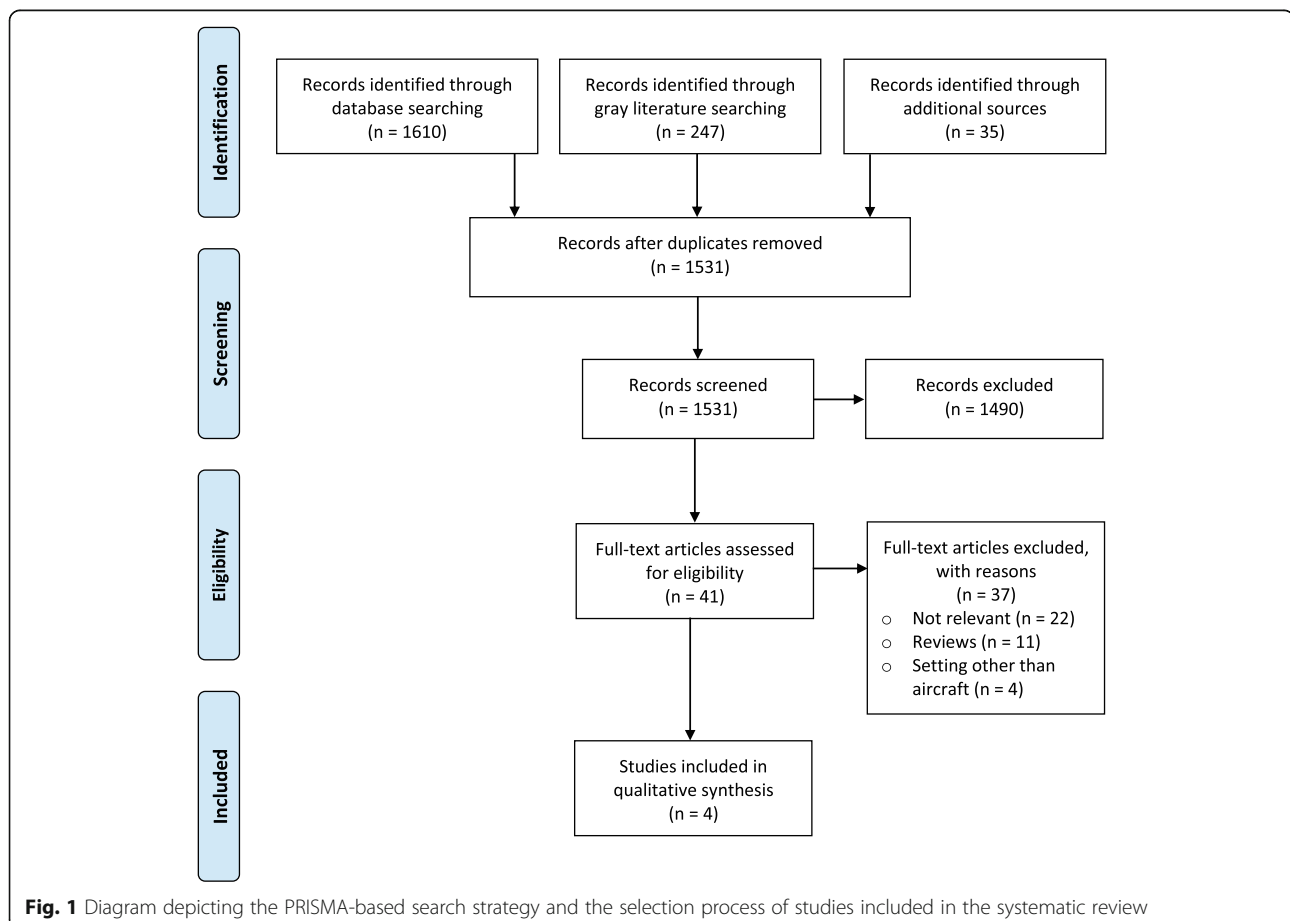 Identification
Records identified through
database searching
(n = 1610)
Records identified through
gray literature searching
(n = 247)
Records identified through
additional sources
(n = 35)
Records after duplicates removed
(n = 1531)
Screening
Records screened
(n = 1531)
Records excluded
(n = 1490)
Eligibility
Full-text articles assessed
for eligibility
(n = 41)
Full-text articles excluded,
with reasons
(n = 37)
o Not relevant (n = 22)
o Reviews (n = 11)
o Setting other than
aircraft (n = 4)
Included
Studies included in
qualitative synthesis
(n = 4)
Fig. 1 Diagram depicting the PRISMA-based search strategy and the selection process of studies included in the systematic review